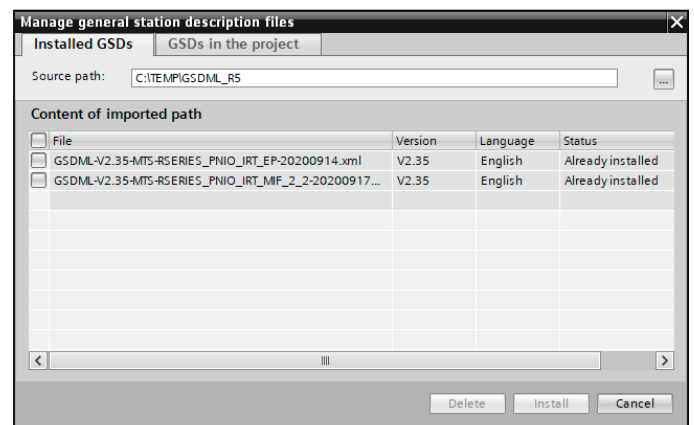 Manage general station description files
Installed GSDs GSDs in the project
Source path: C:\TEMP\GSDML_R5 ...
Content of imported path
File Version Language Status
GSDML-V2.35-MTS-RSERIES_PNIO_IRT_EP-20200914.xml V2.35 English Already installed
GSDML-V2.35-MTS-RSERIES_PNIO_IRT_MIF_2_2-20200917... V2.35 English Already installed
Delete Install Cancel